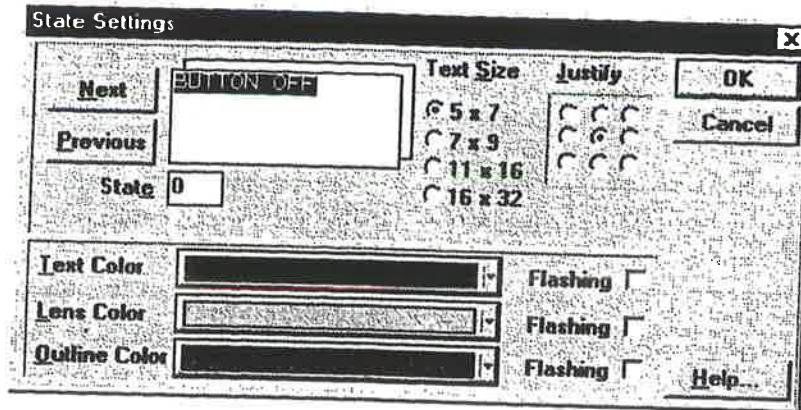 State Settings
X
Next
BUTTON OFF
Text Size
Justify
OK
Previous
5 x 7
7 x 9
11 x 16
16 x 32
Cancel
State 0
Text Color
Flashing
Lens Color
Flashing
Outline Color
Flashing
Help...